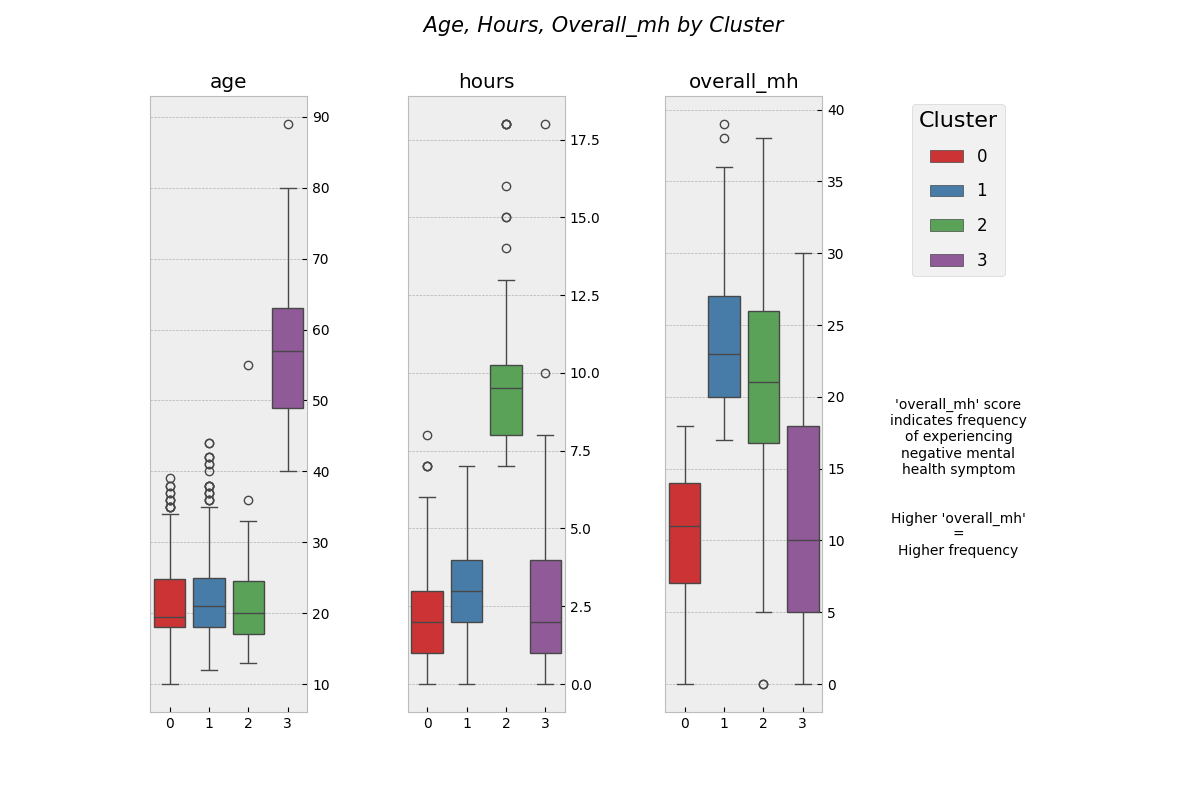 Age, Hours, Overall_mh by Cluster
age
90
80
70
60
50
40
30
20
10
0 1 2 3
hours
17.5
15.0
12.5
10.0
7.5
5.0
2.5
0.0
0 1 2 3
overall_mh
40
35
30
25
20
15
10
5
0
0 1 2 3
Cluster
0
1
2
3
'overall_mh' score
indicates frequency
of experiencing
negative mental
health symptom
Higher 'overall_mh'
=
Higher frequency